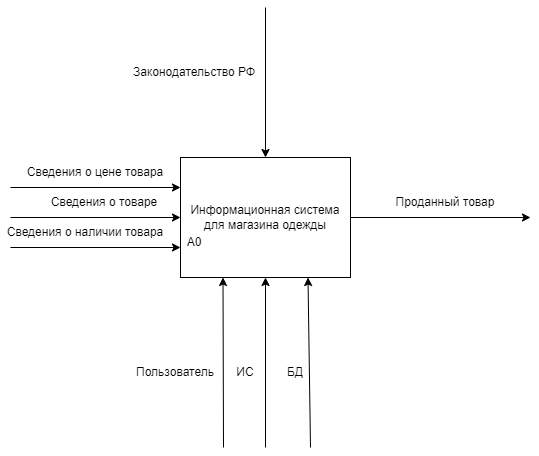 Законодательство РФ
Сведения о цене товара
Сведения о товаре
Сведения о наличии товара
Информационная система
для магазина одежды
A0
Проданный товар
Пользователь
ИС
БД